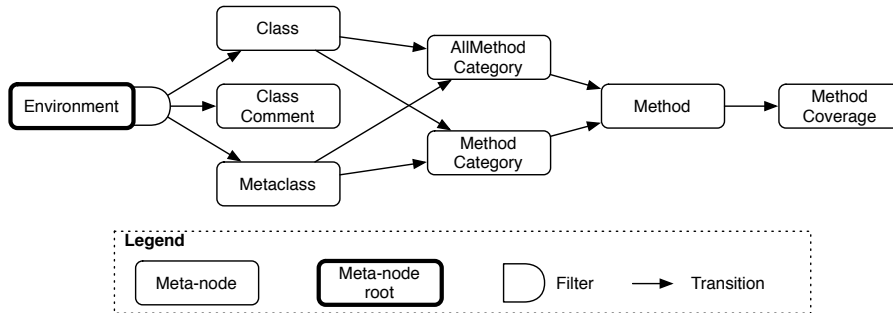 Class
AllMethod
Category
Environment
Class
Comment
Method
Method
Coverage
Method
Category
Metaclass
Legend
Meta-node
Meta-node
root
Filter
Transition